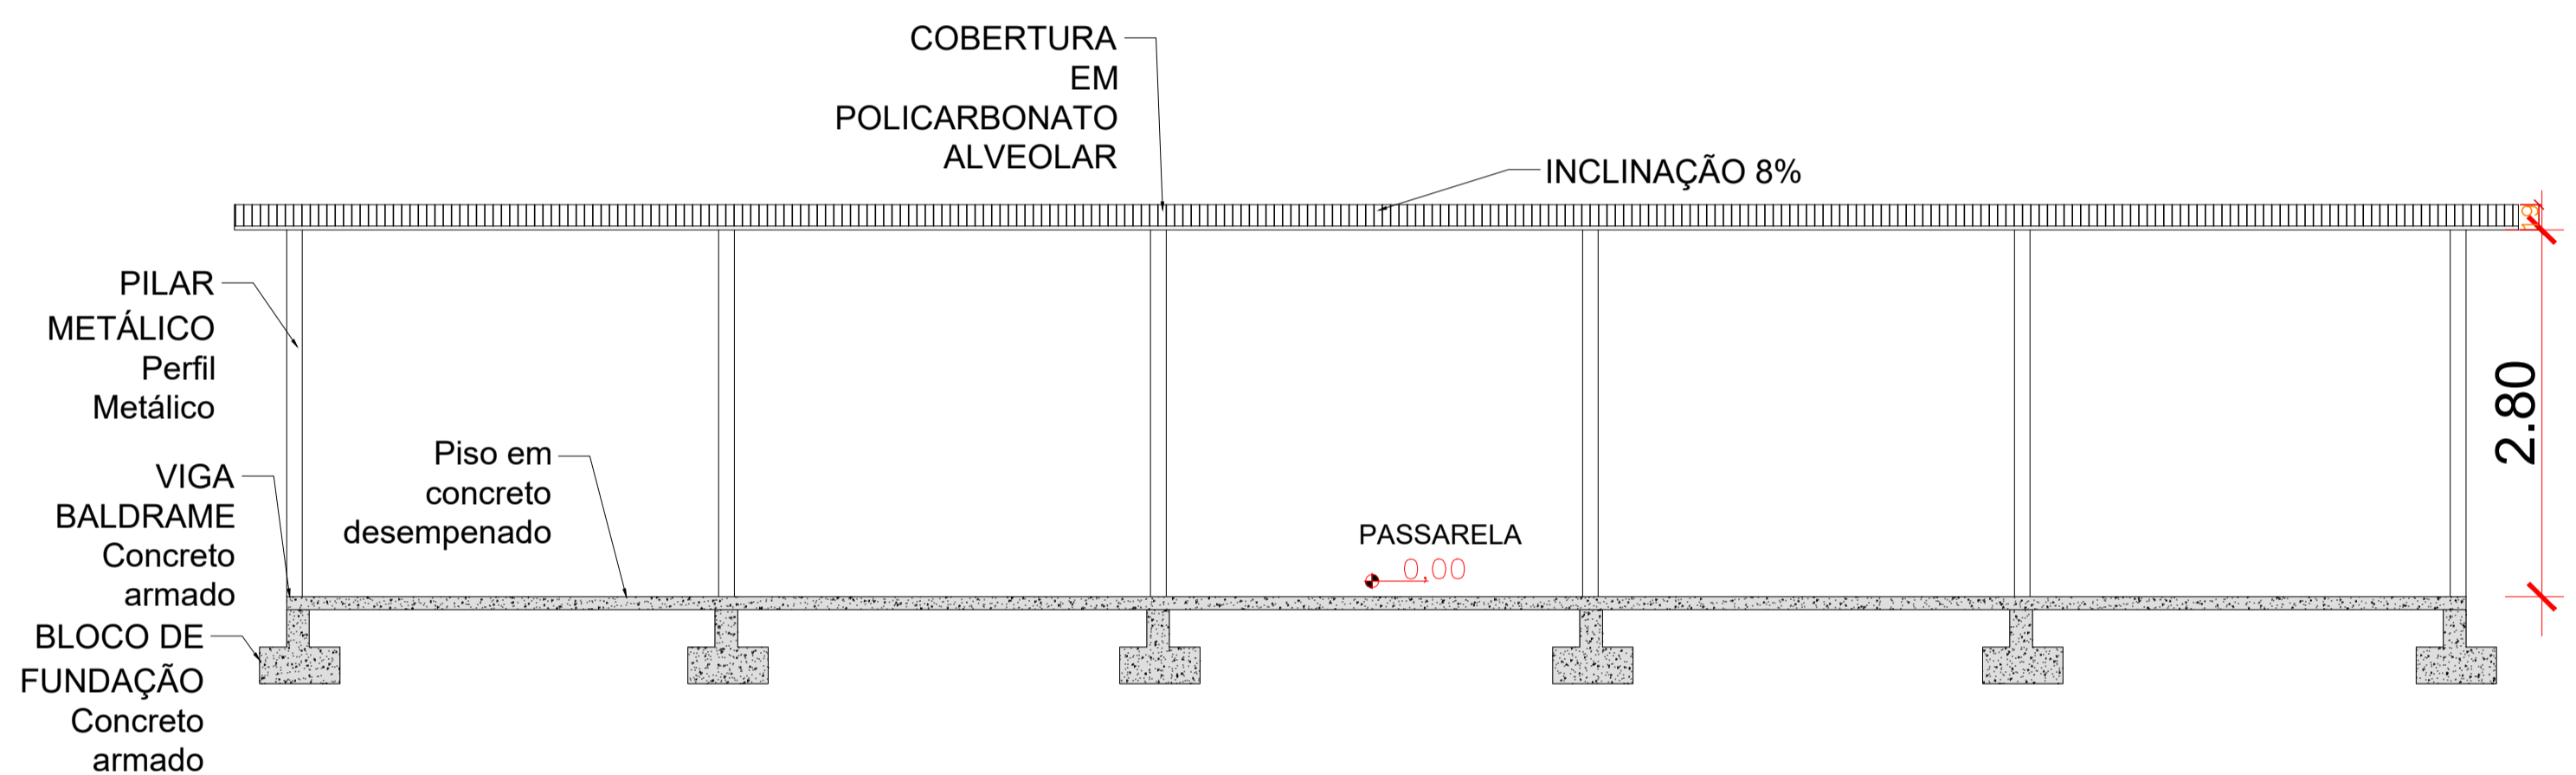 COBERTURA
EM
POLICARBONATO
ALVEOLAR
INCLINAÇÃO 8%
PILAR
METÁLICO
Perfil
Metálico
2.80
Piso em
concreto
desempenado
VIGA
BALDRAME
Concreto
armado
PASSARELA
0,00
BLOCO DE
FUNDAÇÃO
Concreto
armado